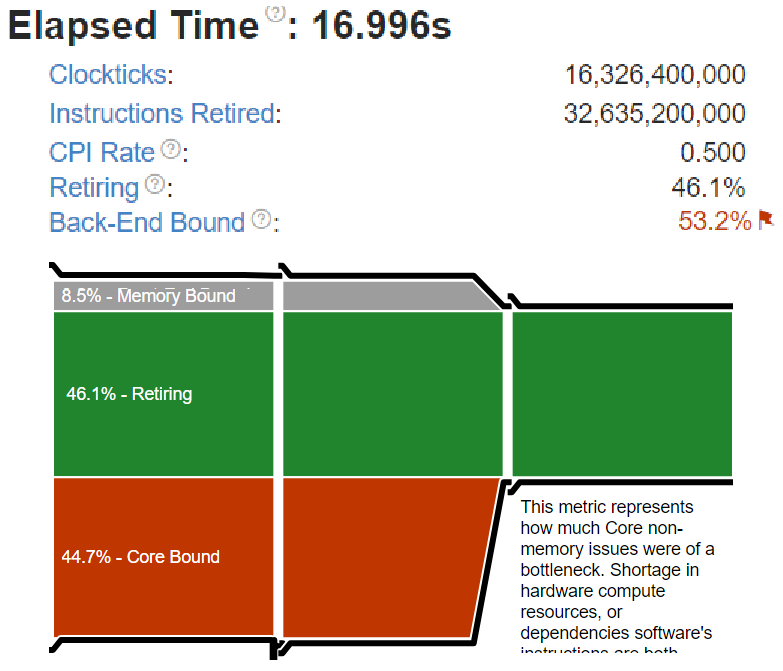 Elapsed Time ? : 16.996s
Clockticks: 16,326,400,000
Instructions Retired: 32,635,200,000
CPI Rate ? : 0.500
Retiring ? : 46.1%
Back-End Bound ? : 53.2%
8.5% - Memory Bound
46.1% - Retiring
44.7% - Core Bound
This metric represents
how much Core non-
memory issues were of a
bottleneck. Shortage in
hardware compute
resources, or
dependencies software's
instructions are both